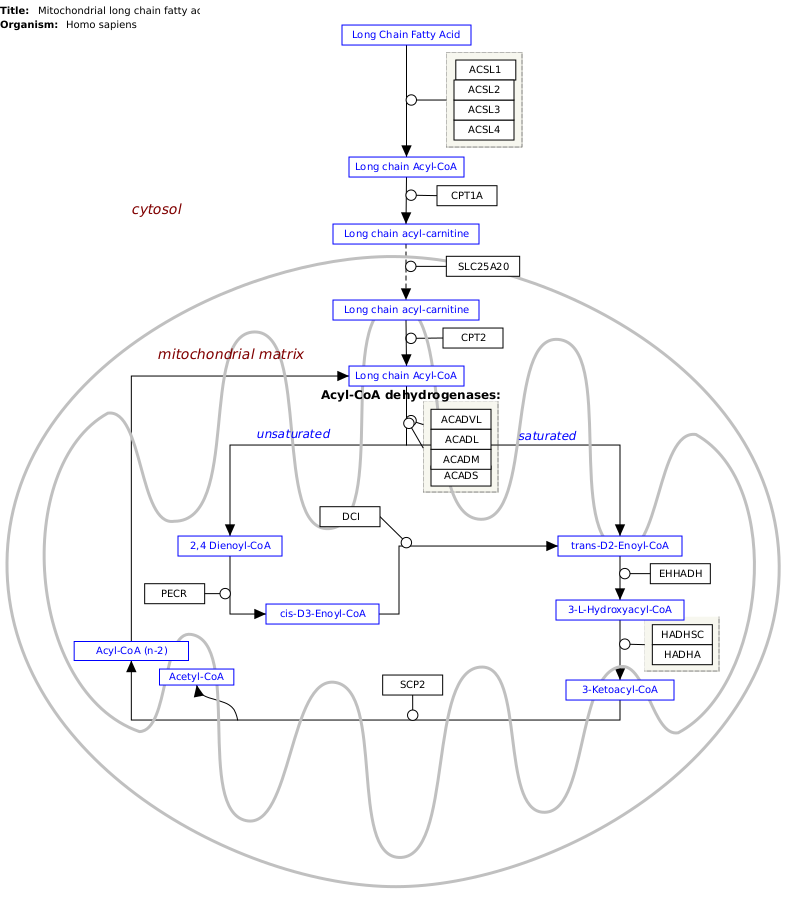 Title: Mitochondrial long chain fatty
Organism: Homo sapiens
Long Chain Fatty Acid
ACSL1
ACSL2
ACSL3
ACSL4
Long chain Acyl-CoA
CPT1A
cytosol
Long chain acyl-carnitine
SLC25A20
Long chain acyl-carnitine
CPT2
mitochondrial matrix
Long chain Acyl-CoA
Acyl-CoA dehydrogenases:
ACADVL
unsaturated
ACADL
saturated
ACADM
ACADS
DCI
2,4 Dienoyl-CoA
trans-D2-Enoyl-CoA
EHHADH
PECR
cis-D3-Enoyl-CoA
3-L-Hydroxyacyl-CoA
HADHSC
HADHA
Acyl-CoA (n-2)
Acetyl-CoA
SCP2
3-Ketoacyl-CoA